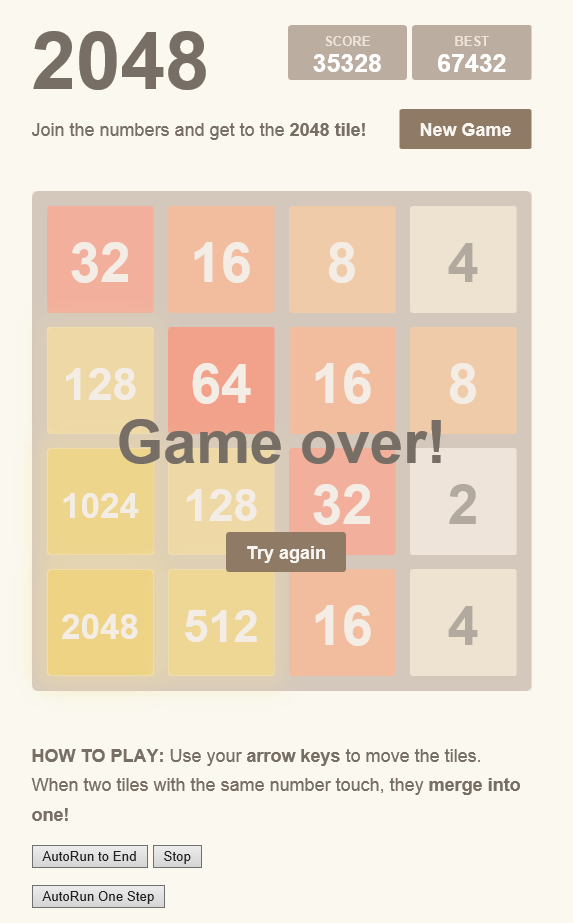 2048
SCORE
35328
BEST
67432
Join the numbers and get to the 2048 tile!
New Game
32 16 8 4
128 64 16 8
Game over!
1024 128 32 2
Try again
2048 512 16 4
HOW TO PLAY: Use your arrow keys to move the tiles.
When two tiles with the same number touch, they merge into
one!
AutoRun to End Stop
AutoRun One Step